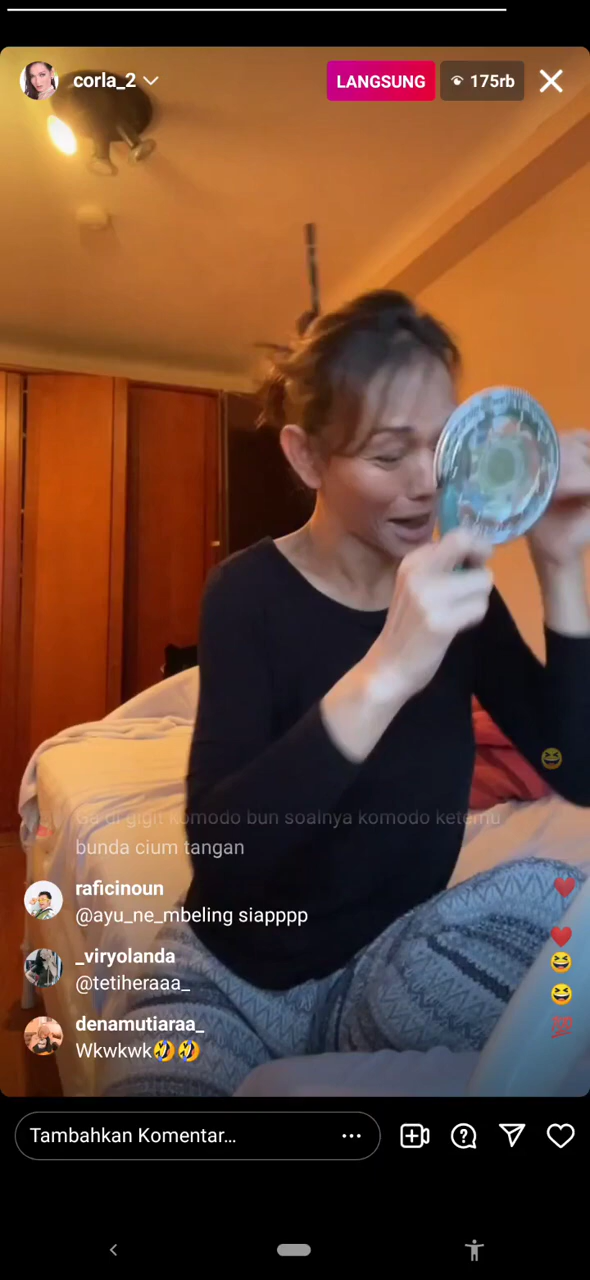 corla_2
LANGSUNG
175rb
Ga di gigit komodo bun soalnya komodo ketemu
bunda cium tangan
raficinoun
@ayu_ne_mbeling siapppp
_viryolanda
@tetiheraaa_
denamutiaraa_
Wkwkwk🤣🤣
Tambahkan Komentar...